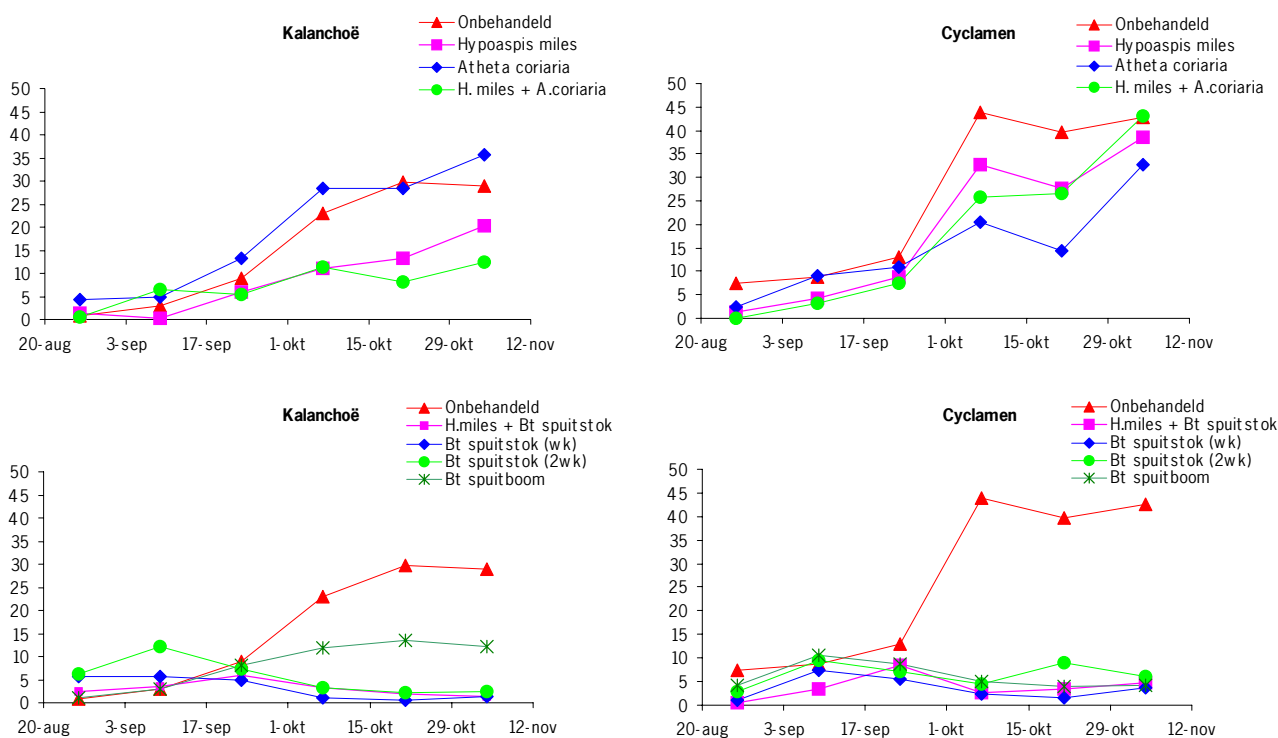 Kalanchoë
Onbehandeld
Hypoaspis miles
Atheta coriaria
H. miles + A.coriaria
50
45
40
35
30
25
20
15
10
5
0
20-aug 3-sep 17-sep 1-okt 15-okt 29-okt 12-nov
Cyclamen
Onbehandeld
Hypoaspis miles
Atheta coriaria
H. miles + A.coriaria
50
45
40
35
30
25
20
15
10
5
0
20-aug 3-sep 17-sep 1-okt 15-okt 29-okt 12-nov
Kalanchoë
Onbehandeld
H.miles + Bt spuitstok
Bt spuitstok (wk)
Bt spuitstok (2wk)
Bt spuitboom
50
45
40
35
30
25
20
15
10
5
0
20-aug 3-sep 17-sep 1-okt 15-okt 29-okt 12-nov
Cyclamen
Onbehandeld
H.miles + Bt spuitstok
Bt spuitstok (wk)
Bt spuitstok (2wk)
Bt spuitboom
50
45
40
35
30
25
20
15
10
5
0
20-aug 3-sep 17-sep 1-okt 15-okt 29-okt 12-nov